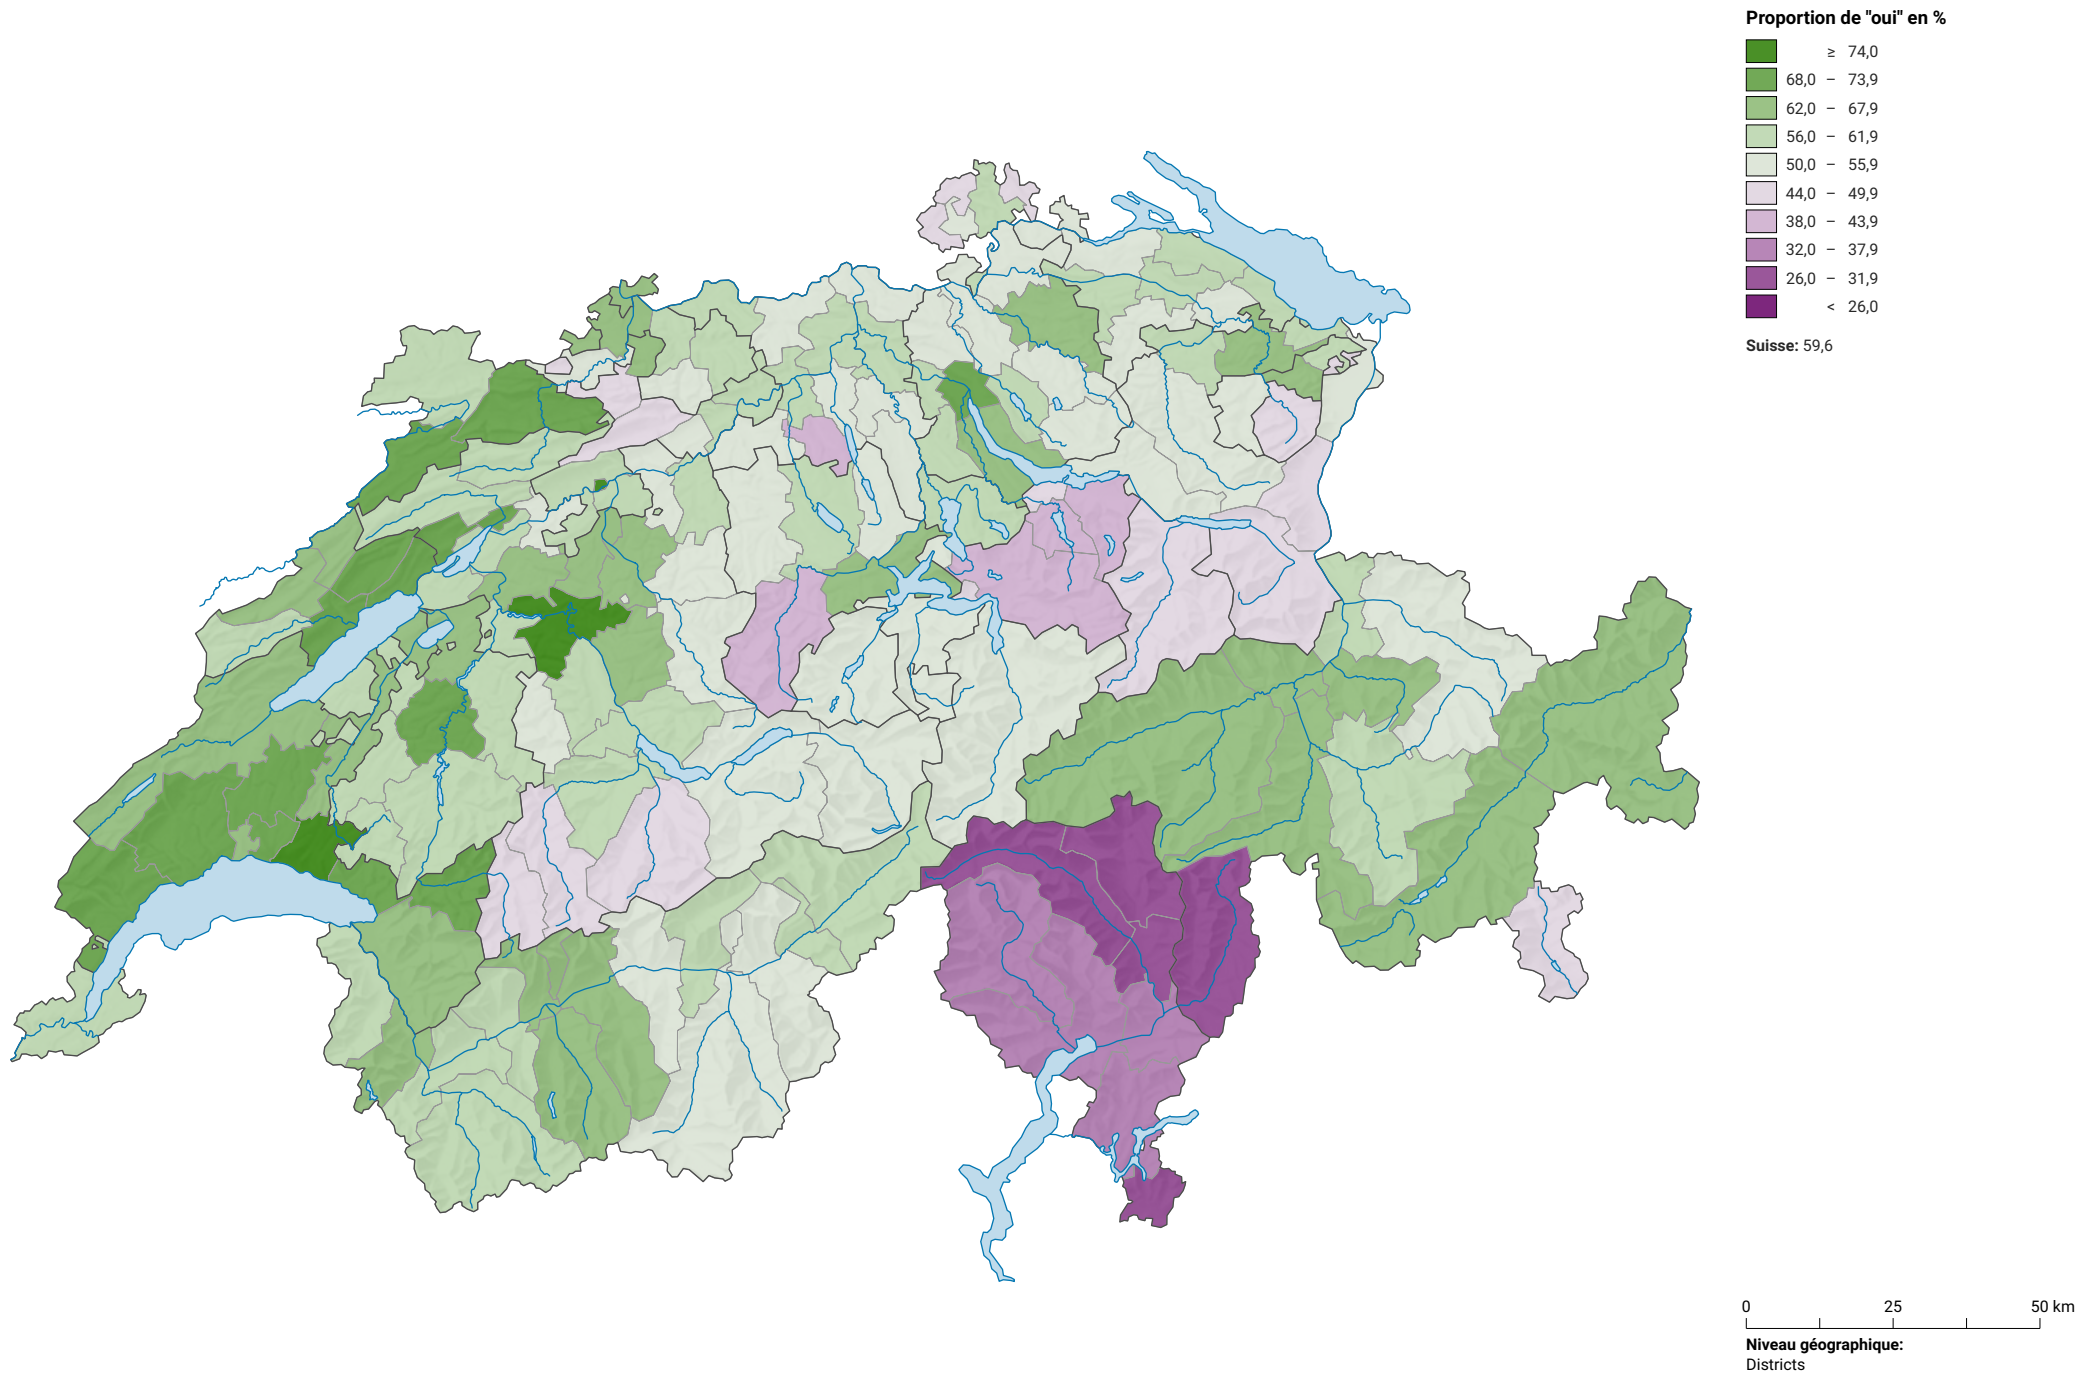 Proportion de "oui" en %
≥ 74,0
68,0 – 73,9
62,0 – 67,9
56,0 – 61,9
50,0 – 55,9
44,0 – 49,9
38,0 – 43,9
32,0 – 37,9
26,0 – 31,9
< 26,0
Suisse: 59,6
0 25 50 km
Niveau géographique:
Districts